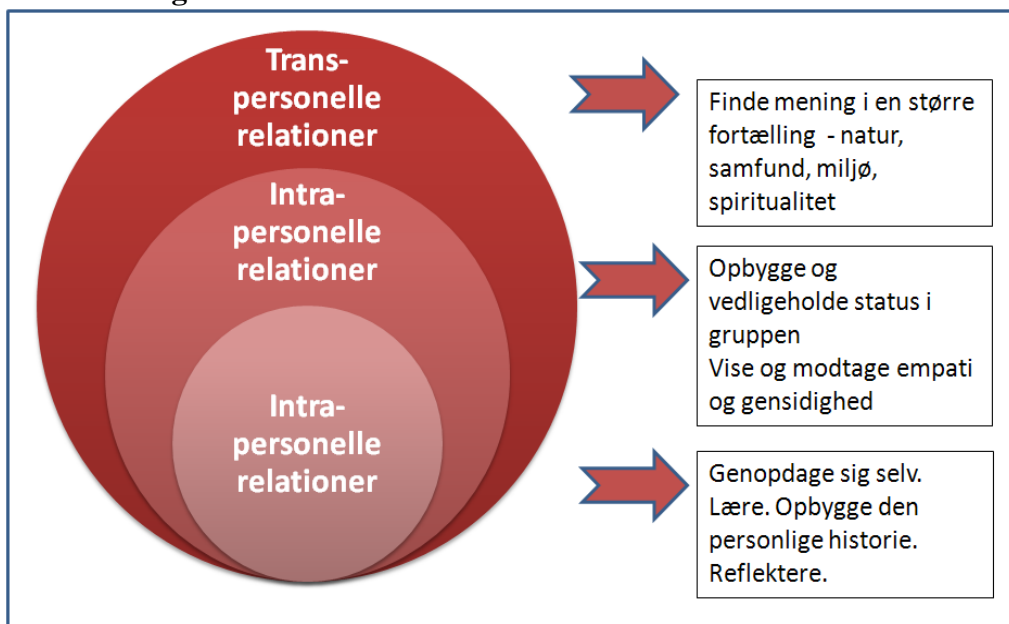 Trans-
personelle
relationer
Finde mening i en større
fortælling - natur,
samfund, miljø,
spiritualitet
Intra-
personelle
relationer
Opbygge og
vedligeholde status i
gruppen
Vise og modtage empati
og gensidighed
Intra-
personelle
relationer
Genopdage sig selv.
Lære. Opbygge den
personlige historie.
Reflektere.